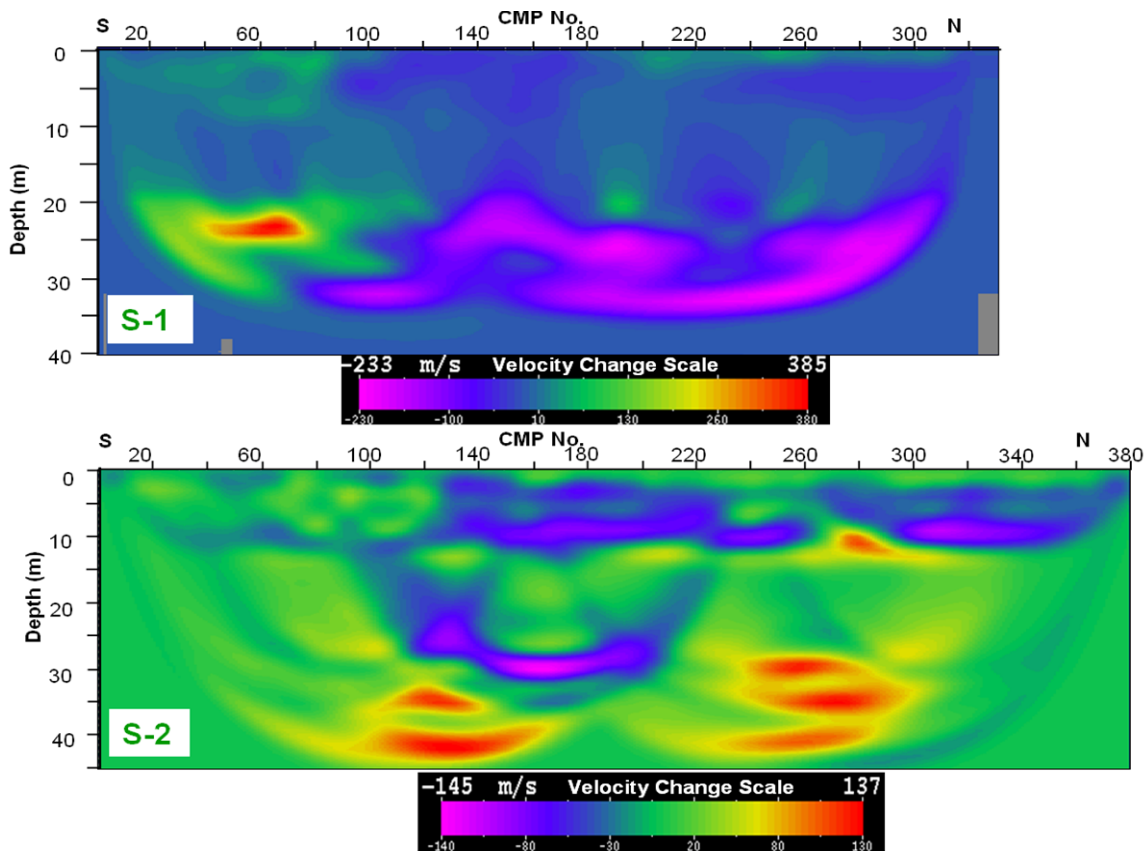 CMP No.
S 20 60 100 140 180 220 260 300 N
0
10
20
30
40
Depth (m)
S-1
-233 m/s Velocity Change Scale 385
-230 -100 10 130 260 380
CMP No.
S N
20 60 100 140 180 220 260 300 340 380
0
10
20
30
40
Depth (m)
S-2
-145 m/s Velocity Change Scale 137
-140 -80 -30 20 80 130